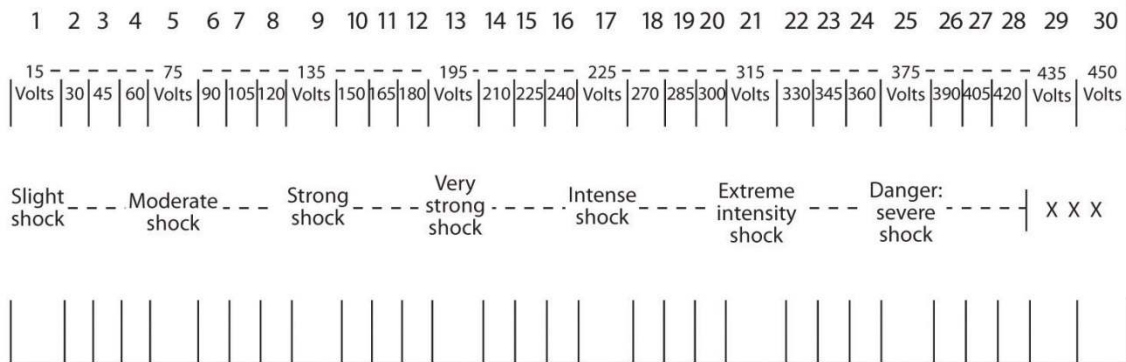 1 2 3 4 5 6 7 8 9 10 11 12 13 14 15 16 17 18 19 20 21 22 23 24 25 26 27 28 29 30
15 75 135 195 225 315 375 435 450
Volts 30 45 60 Volts 90 105 120 Volts 150 165 180 Volts 210 225 240 Volts 270 285 300 Volts 330 345 360 Volts 390 405 420 Volts Volts
Slight
shock
Moderate
shock
Strong
shock
Very
strong
shock
Intense
shock
Extreme
intensity
shock
Danger:
severe
shock
X X X